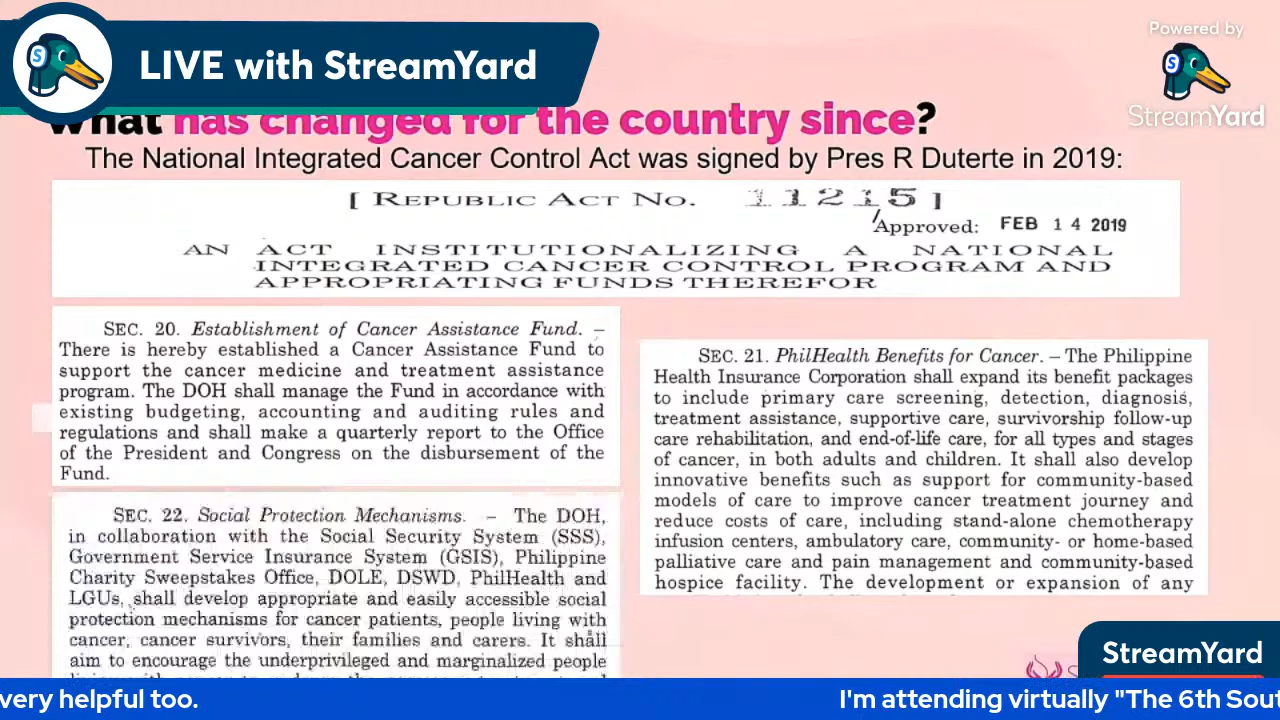 LIVE with StreamYard
Powered by
StreamYard
What has changed for the country since?
The National Integrated Cancer Control Act was signed by Pres R Duterte in 2019:
[ REPUBLIC ACT NO. 11215 ]
Approved: FEB 14 2019
AN ACT INSTITUTIONALIZING A NATIONAL
INTEGRATED CANCER CONTROL PROGRAM AND
APPROPRIATING FUNDS THEREFOR
SEC. 20. Establishment of Cancer Assistance Fund. –
There is hereby established a Cancer Assistance Fund to
support the cancer medicine and treatment assistance
program. The DOH shall manage the Fund in accordance with
existing budgeting, accounting and auditing rules and
regulations and shall make a quarterly report to the Office
of the President and Congress on the disbursement of the
Fund.
SEC. 22. Social Protection Mechanisms. – The DOH,
in collaboration with the Social Security System (SSS),
Government Service Insurance System (GSIS), Philippine
Charity Sweepstakes Office, DOLE, DSWD, PhilHealth and
LGUs, shall develop appropriate and easily accessible social
protection mechanisms for cancer patients, people living with
cancer, cancer survivors, their families and carers. It shall
aim to encourage the underprivileged and marginalized people
SEC. 21. PhilHealth Benefits for Cancer. – The Philippine
Health Insurance Corporation shall expand its benefit packages
to include primary care screening, detection, diagnosis,
treatment assistance, supportive care, survivorship follow-up
care rehabilitation, and end-of-life care, for all types and stages
of cancer, in both adults and children. It shall also develop
innovative benefits such as support for community-based
models of care to improve cancer treatment journey and
reduce costs of care, including stand-alone chemotherapy
infusion centers, ambulatory care, community- or home-based
palliative care and pain management and community-based
hospice facility. The development or expansion of any
StreamYard
very helpful too.
I'm attending virtually "The 6th Sout